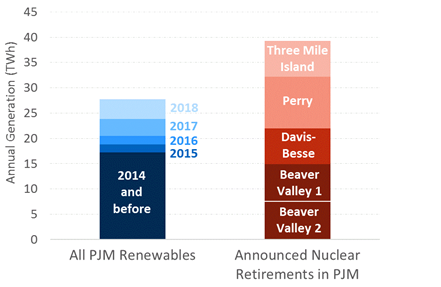 Annual Generation (TWh)
45
40
35
30
25
20
15
10
5
0
2018
2017
2016
2015
2014
and
before
Three Mile
Island
Perry
Davis-
Besse
Beaver
Valley 1
Beaver
Valley 2
All PJM Renewables
Announced Nuclear
Retirements in PJM